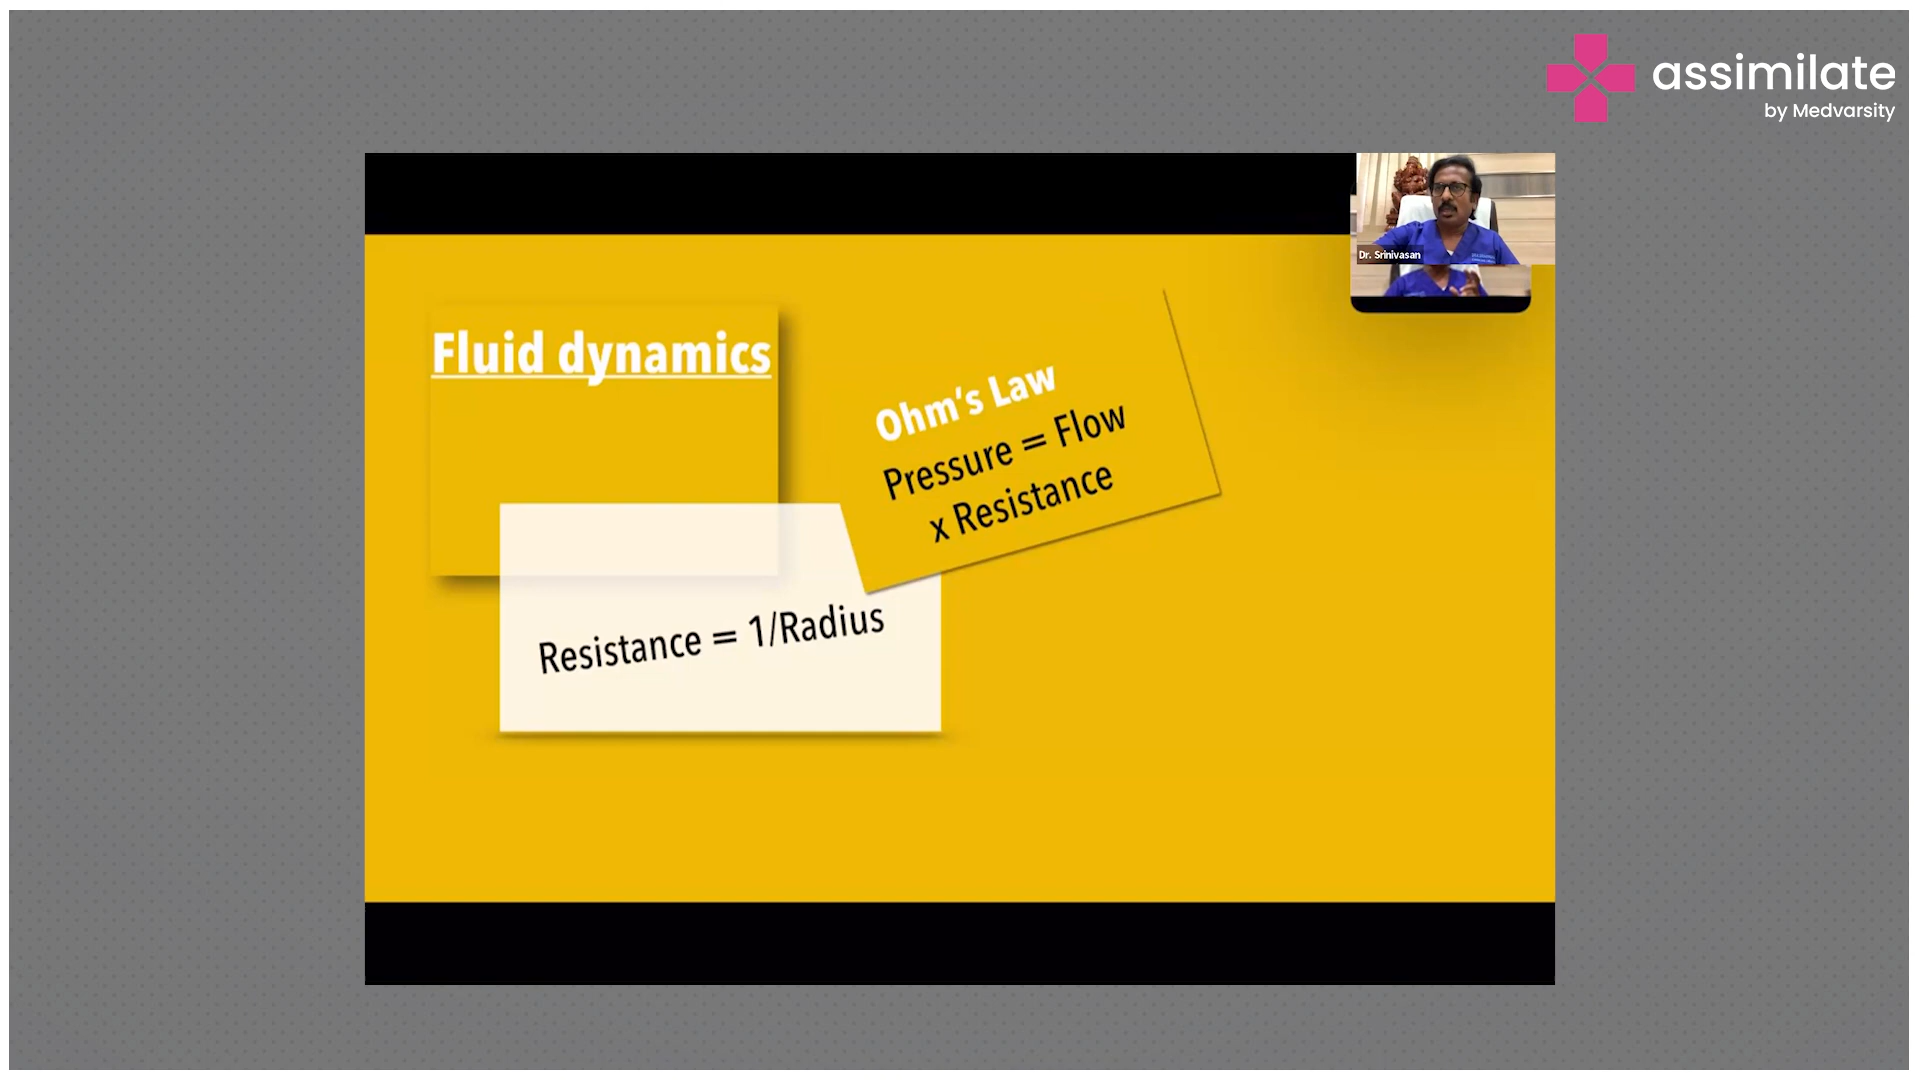 assimilate
by Medvarsity
Dr. Srinivasan
Fluid dynamics
Ohm's Law
Pressure = Flow
x Resistance
Resistance = 1/Radius